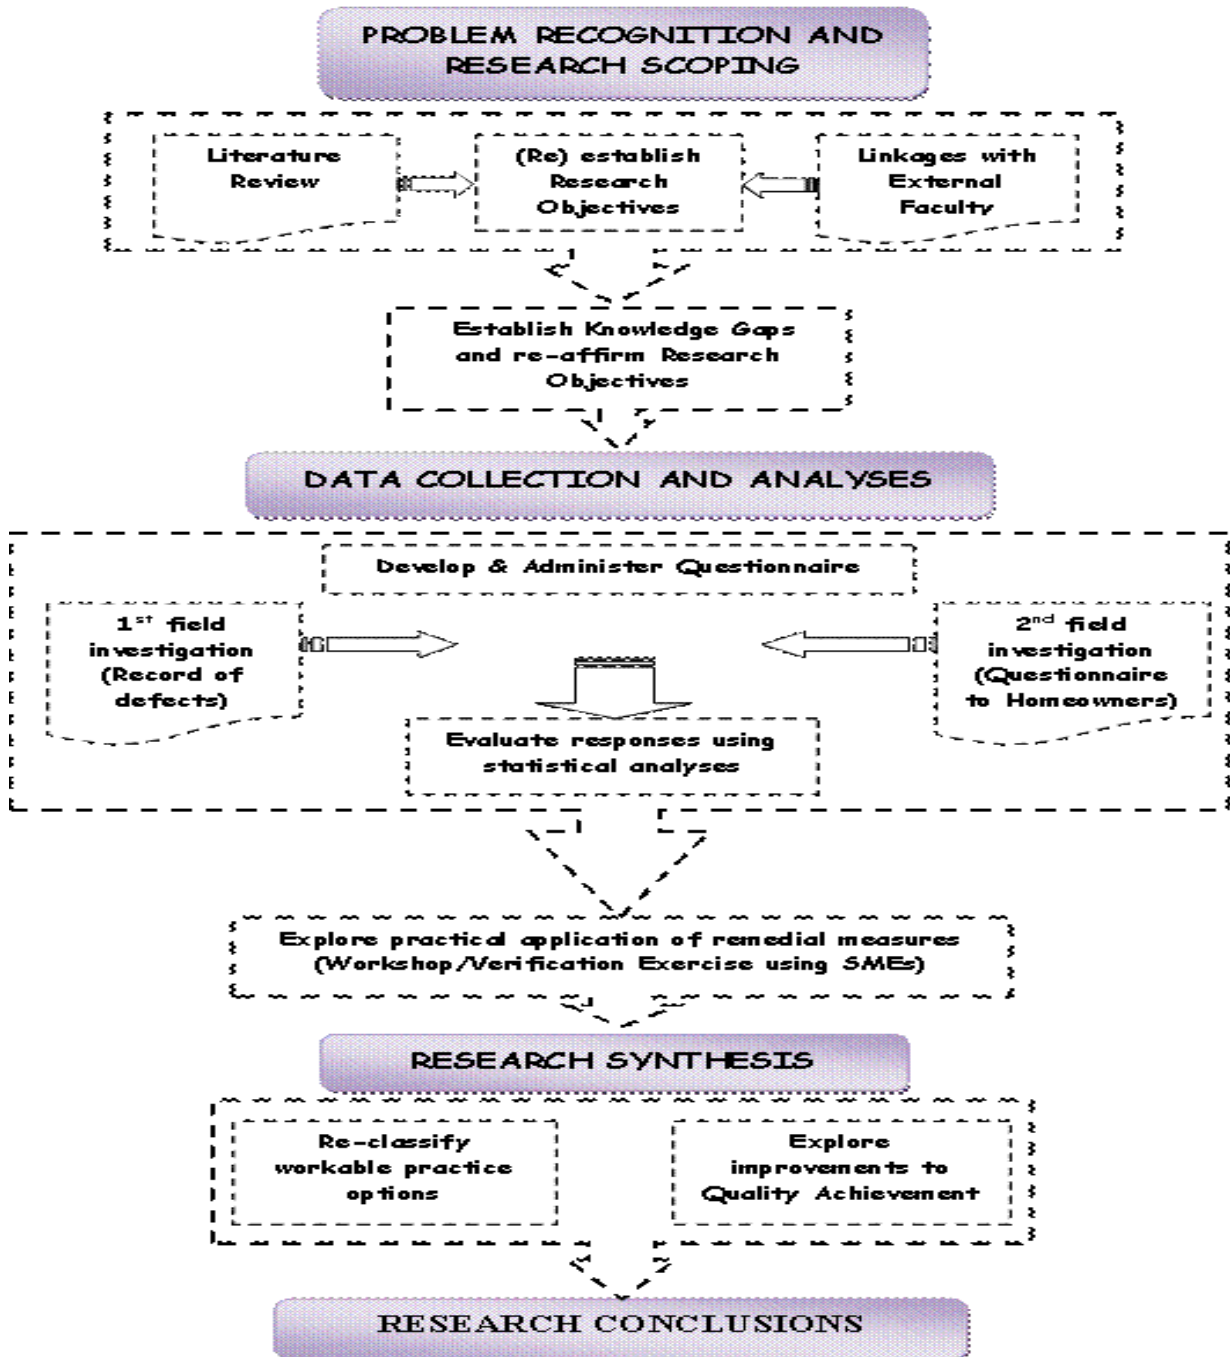 PROBLEM RECOGNITION AND
RESEARCH SCOPING
Literature
Review
(Re) establish
Research
Objectives
Linkages with
External
Faculty
Establish Knowledge Gaps
and re-affirm Research
Objectives
DATA COLLECTION AND ANALYSES
Develop & Administer Questionnaire
1st field
investigation
(Record of
defects)
2nd field
investigation
(Questionnaire
to Homeowners)
Evaluate responses using
statistical analyses
Explore practical application of remedial measures
(Workshop/Verification Exercise using SMEs)
RESEARCH SYNTHESIS
Re-classify
workable practice
options
Explore
improvements to
Quality Achievement
RESEARCH CONCLUSIONS